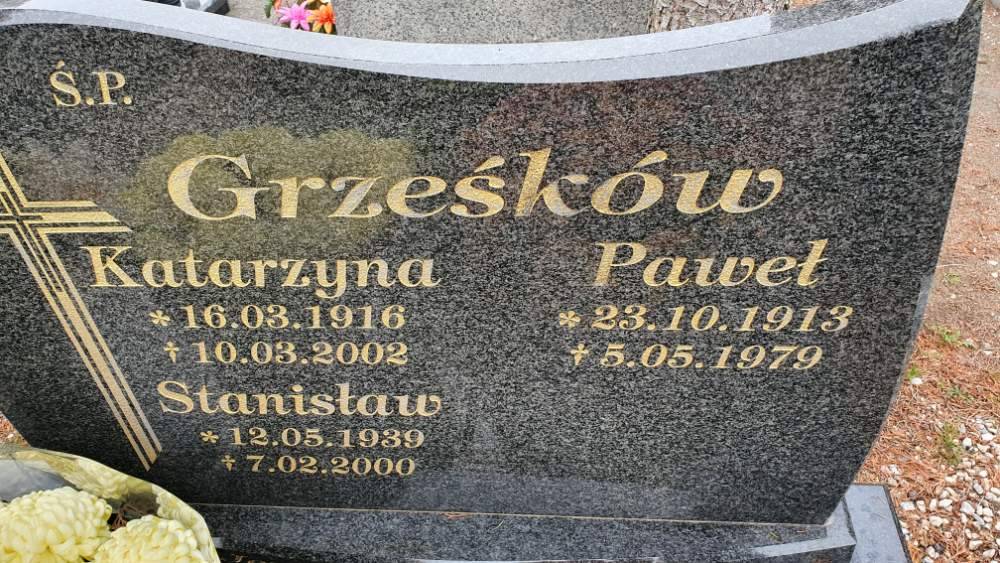 Ś.P.
Grześków
Katarzyna
* 16.03.1916
† 10.03.2002
Paweł
* 23.10.1913
† 5.05.1979
Stanisław
* 12.05.1939
† 7.02.2000